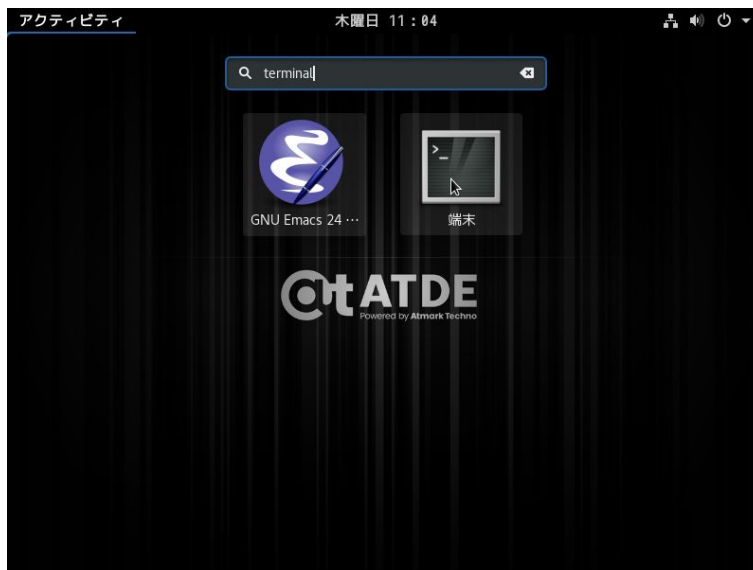 アクティビティ
木曜日 11：04
terminal
GNU Emacs 24 …
端末
@t ATDE
Powered by Atmark Techno